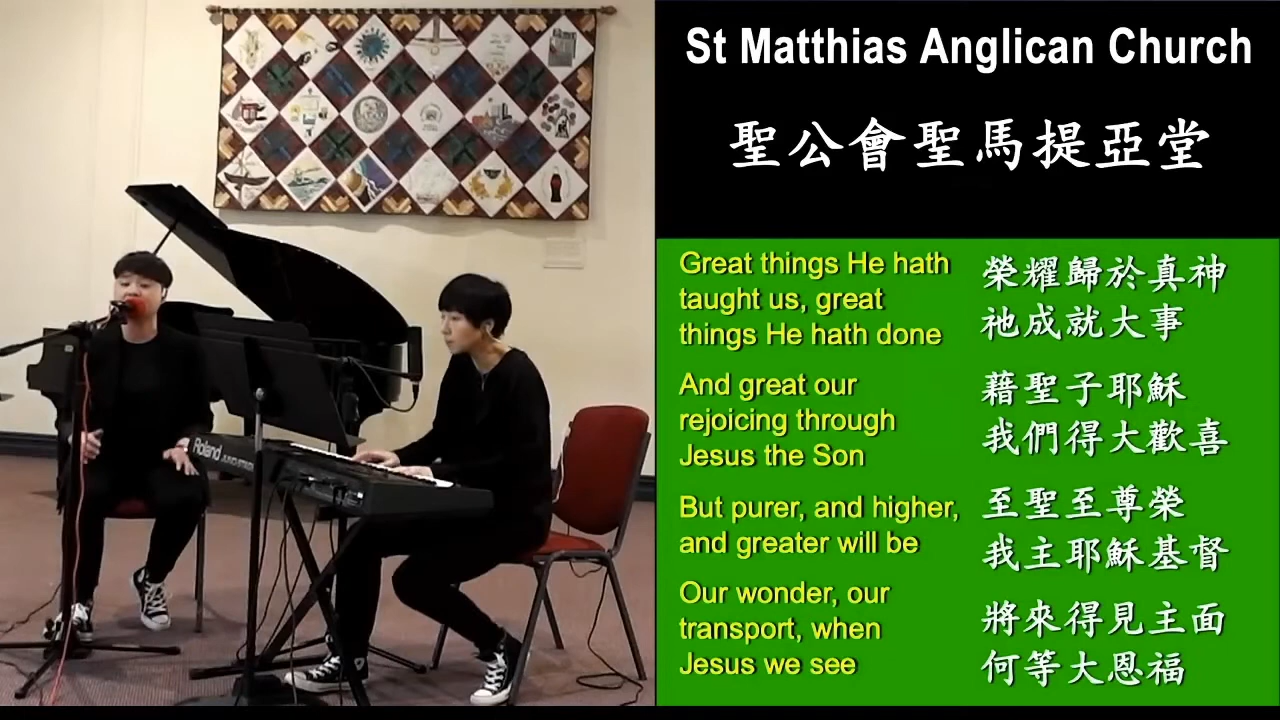 St Matthias Anglican Church
聖公會聖馬提亞堂
Great things He hath
taught us, great
things He hath done
And great our
rejoicing through
Jesus the Son
But purer, and higher,
and greater will be
Our wonder, our
transport, when
Jesus we see
榮耀歸於真神
祂成就大事
藉聖子耶穌
我們得大歡喜
至聖至尊榮
我主耶穌基督
將來得見主面
何等大恩福
Roland